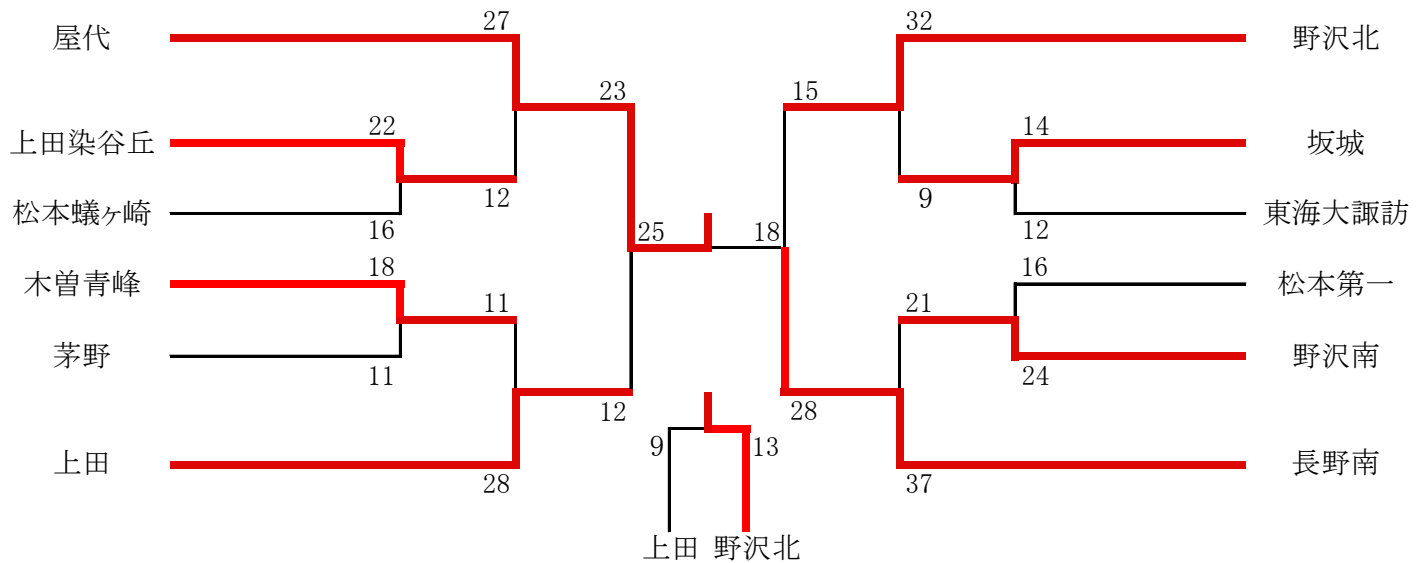 27 32
屋代 野沢北
23 15
22 14
上田染谷丘 坂城
12 9
松本蟻ヶ崎 東海大諏訪
16 25 18 12
18 16
木曽青峰 松本第一
11 21
茅野 野沢南
11 24
12 28
9 13
上田 長野南
28 37
上田 野沢北